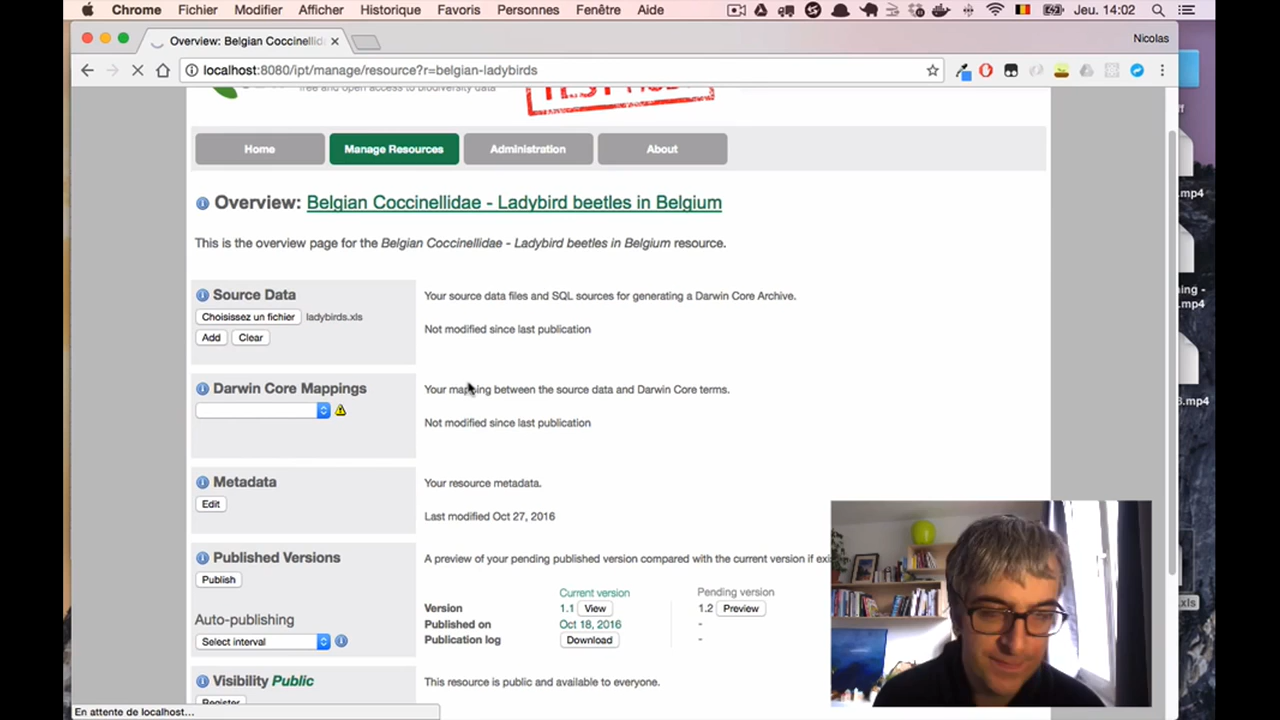 Chrome Fichier Modifier Afficher Historique Favoris Personnes Fenêtre Aide Jeu. 14:02
Overview: Belgian Coccinellid
Nicolas
localhost:8080/ipt/manage/resource?r=belgian-ladybirds
free and open access to biodiversity data
Home Manage Resources Administration About
.mp4
Overview: Belgian Coccinellidae - Ladybird beetles in Belgium
This is the overview page for the Belgian Coccinellidae - Ladybird beetles in Belgium resource.
Source Data
Your source data files and SQL sources for generating a Darwin Core Archive.
ning -
.mp4
Choisissez un fichier ladybirds.xls
Not modified since last publication
Add Clear
Darwin Core Mappings
Your mapping between the source data and Darwin Core terms.
.mp4
Not modified since last publication
Metadata
Your resource metadata.
Edit
Last modified Oct 27, 2016
Published Versions
A preview of your pending published version compared with the current version if exi
Publish
Current version Pending version
Version 1.1 View 1.2 Preview
.xls
Auto-publishing
Published on Oct 18, 2016 -
Select interval
Publication log Download -
Visibility Public
This resource is public and available to everyone.
Register
En attente de localhost...